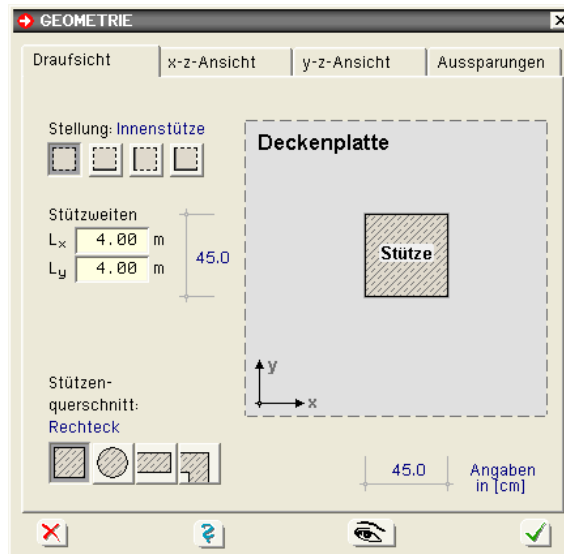 GEOMETRIE
Draufsicht
x-z-Ansicht
y-z-Ansicht
Aussparungen
Stellung: Innenstütze
Deckenplatte
Stützweiten
Lx 4.00 m
Ly 4.00 m
45.0
Stütze
y
x
Stützen-
querschnitt:
Rechteck
45.0
Angaben
in [cm]